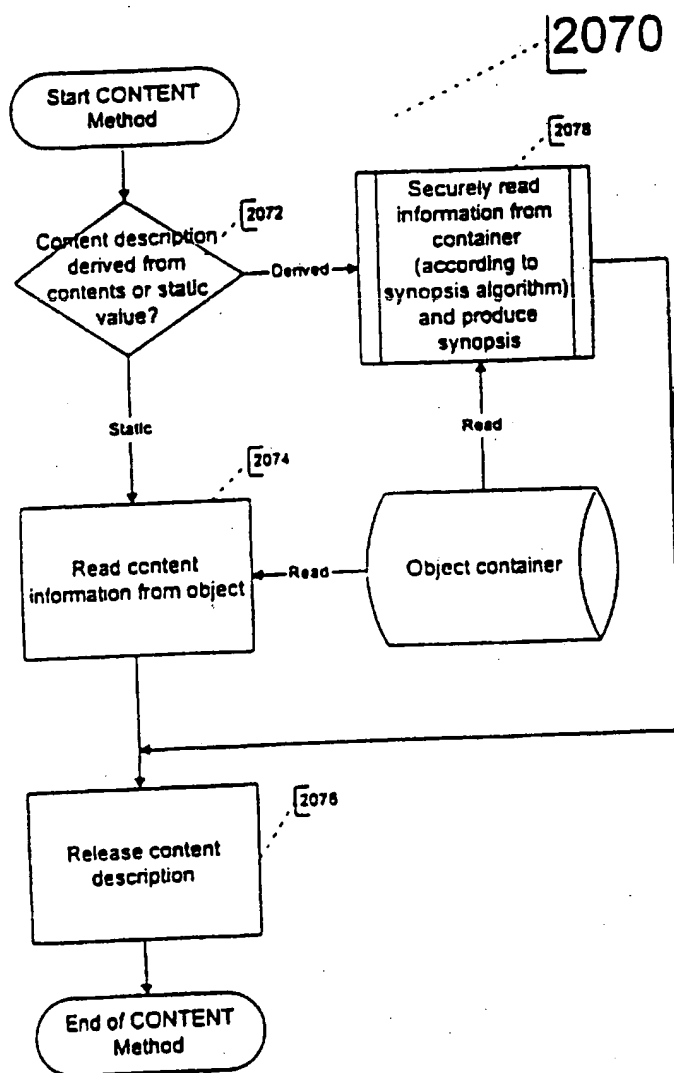 2070
Start CONTENT
Method
2078
2072
Content description
derived from
contents or static
value?
Derived
Securely read
information from
container
(according to
synopsis algorithm)
and produce
synopsis
Static
Read
2074
Read content
information from object
Read
Object container
2076
Release content
description
End of CONTENT
Method